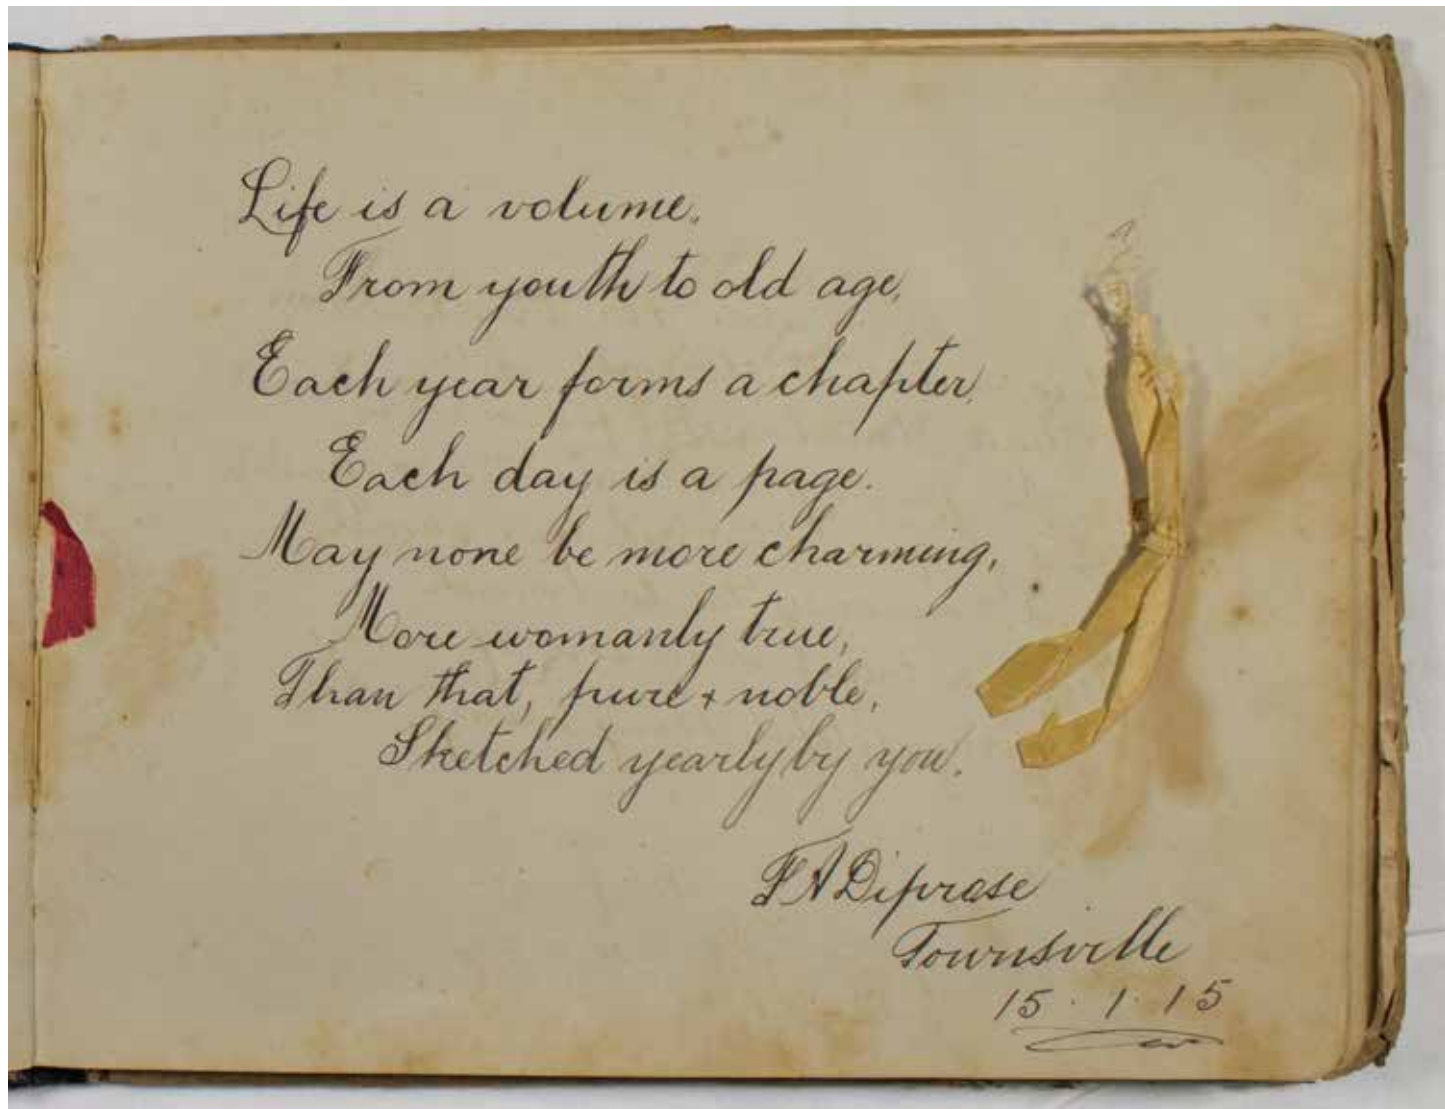 Life is a volume,
From youth to old age,
Each year forms a chapter,
Each day is a page.
May none be more charming,
More womanly true,
Than that, pure & noble,
Sketched yearly by you.
F A Diprose
Townsville
15 . 1 . 15